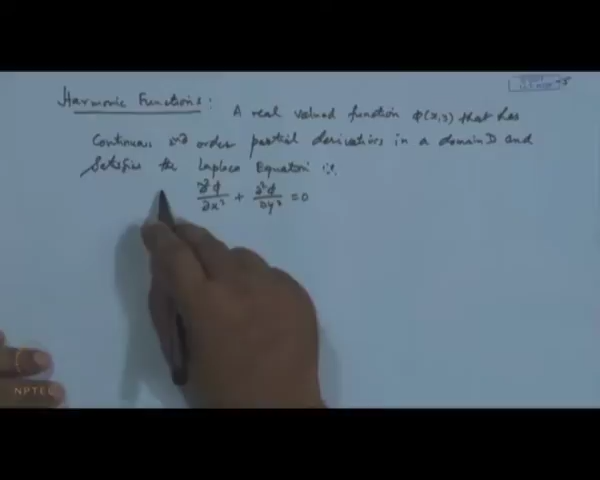 Harmonic Functions : A real valued function φ(x,y) that has
Continuous 2nd order partial derivatives in a domain D and
Satisfies the Laplace Equation i.e.
∂²φ/∂x² + ∂²φ/∂y² = 0
NPTEL